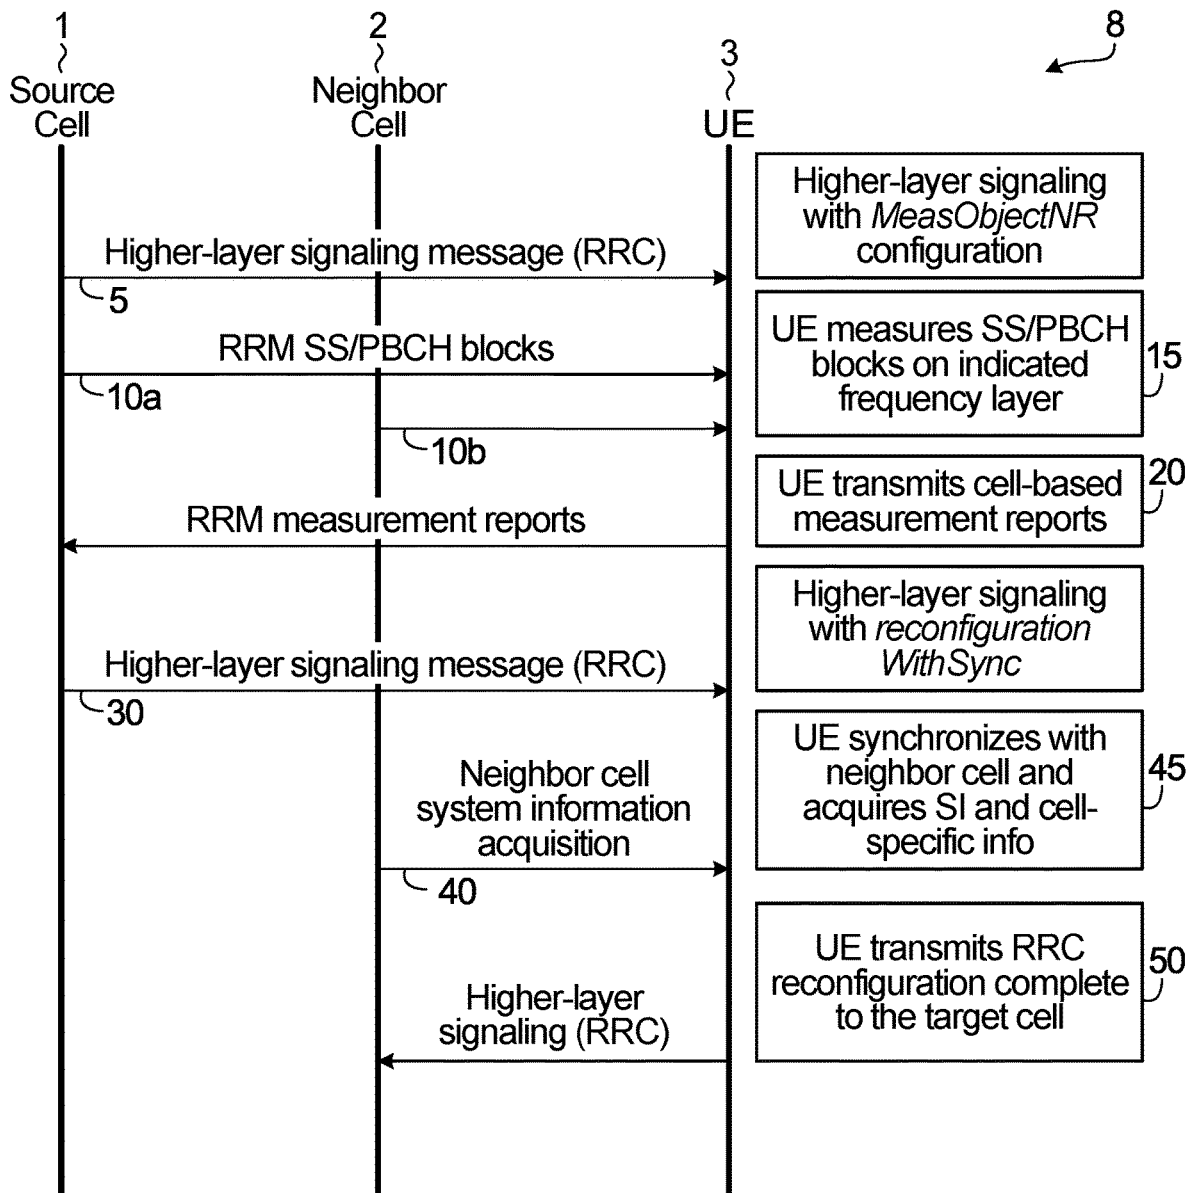 1
2
3
8
Source
Cell
Neighbor
Cell
UE
Higher-layer signaling
with MeasObjectNR
configuration
Higher-layer signaling message (RRC)
5
RRM SS/PBCH blocks
10a
10b
UE measures SS/PBCH
blocks on indicated
frequency layer
15
RRM measurement reports
UE transmits cell-based
measurement reports
20
Higher-layer signaling
with reconfiguration
WithSync
Higher-layer signaling message (RRC)
30
Neighbor cell
system information
acquisition
40
UE synchronizes with
neighbor cell and
acquires SI and cell-
specific info
45
Higher-layer
signaling (RRC)
UE transmits RRC
reconfiguration complete
to the target cell
50